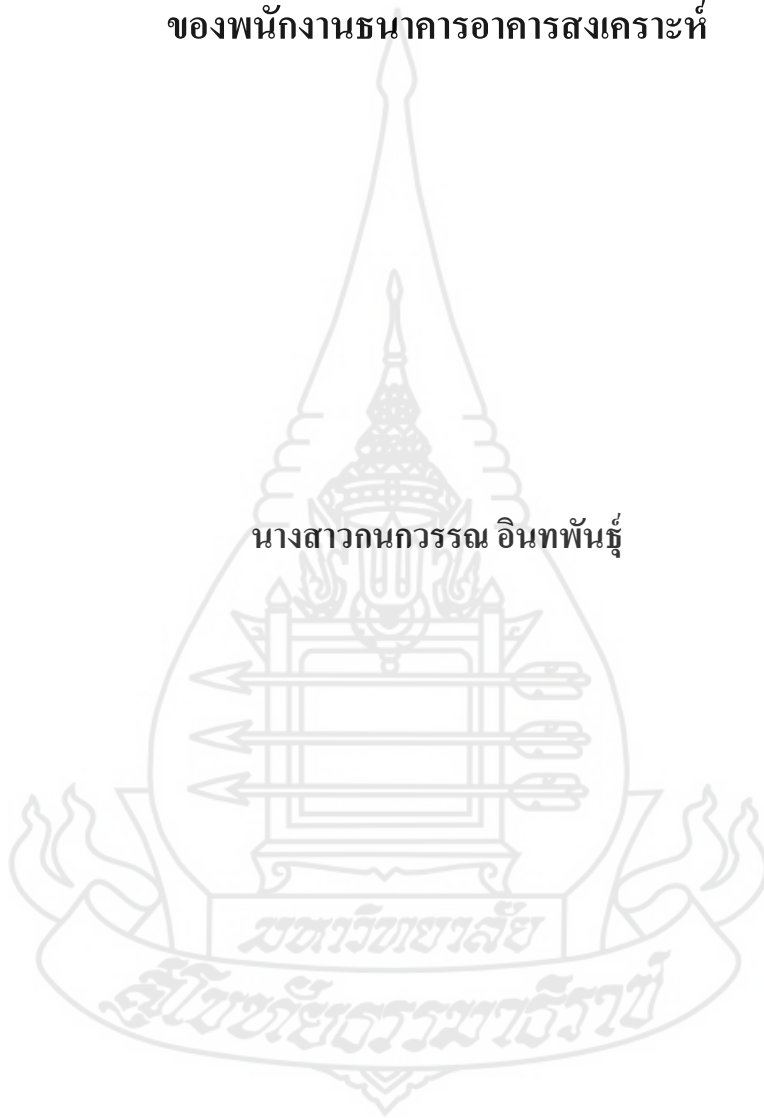 ของพนักงานธนาคารอาคารสงเคราะห์
นางสาวกนกวรรณ อินทพันธุ์
มหาวิทยาลัย
สุโขทัยธรรมาธิราช